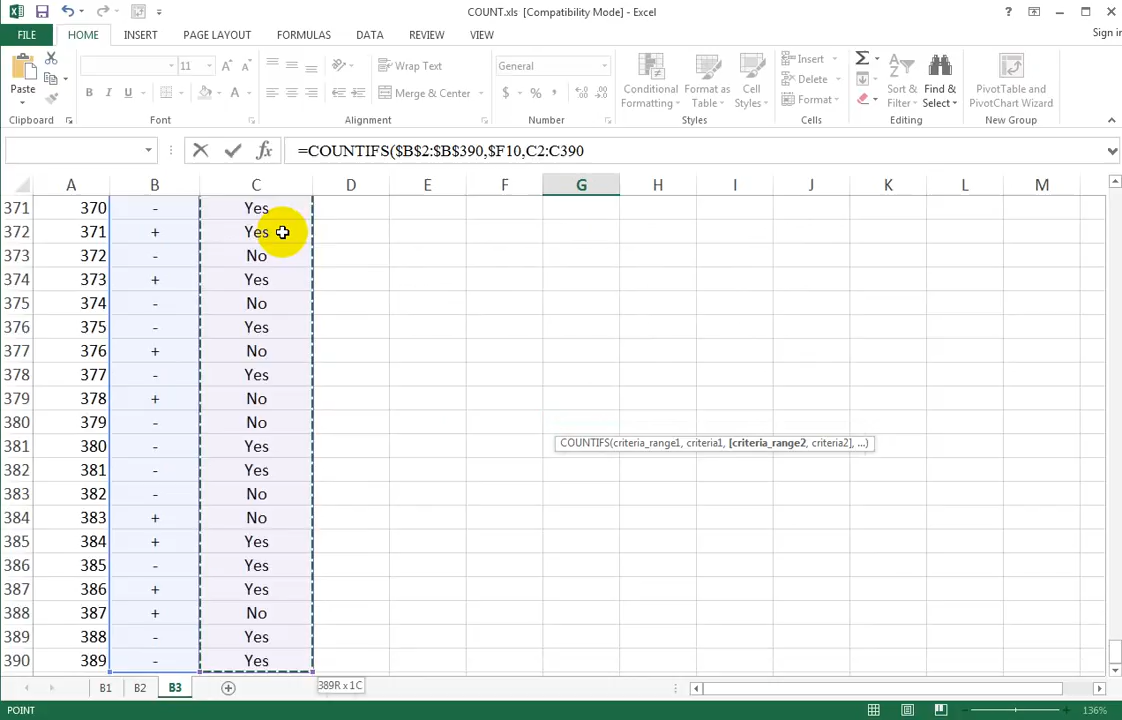 COUNT.xls [Compatibility Mode] - Excel
FILE HOME INSERT PAGE LAYOUT FORMULAS DATA REVIEW VIEW Sign in
Paste
11
General
Wrap Text
Merge & Center
Conditional Formatting
Format as Table
Cell Styles
Insert
Delete
Format
Sort & Filter
Find & Select
PivotTable and PivotChart Wizard
Clipboard Font Alignment Number Styles Cells Editing New Group
=COUNTIFS($B$2:$B$390,$F10,C2:C390
A B C D E F G H I J K L M
371 370 - Yes
372 371 + Yes
373 372 - No
374 373 + Yes
375 374 - No
376 375 - Yes
377 376 + No
378 377 - Yes
379 378 + No
380 379 - No
381 380 - Yes
COUNTIFS(criteria_range1, criteria1, [criteria_range2, criteria2], ...)
382 381 - Yes
383 382 - No
384 383 + No
385 384 + Yes
386 385 - Yes
387 386 + Yes
388 387 + No
389 388 - Yes
390 389 - Yes
389R x 1C
B1 B2 B3
POINT 136%